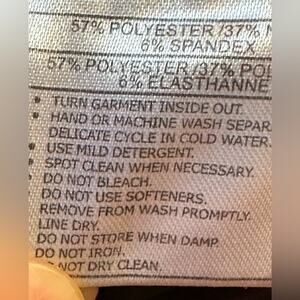 57% POLYESTER /37%
6% SPANDEX
57% POLYESTER /37%
6% ELASTHANNE
• TURN GARMENT INSIDE OUT.
• HAND OR MACHINE WASH
DELICATE CYCLE IN COLD WATER.
• USE MILD DETERGENT.
• SPOT CLEAN WHEN NECESSARY.
• DO NOT BLEACH.
DO NOT USE SOFTENERS.
REMOVE FROM WASH PROMPTLY.
LINE DRY.
DO NOT STORE WHEN DAMP.
DO NOT IRON.
NOT DRY CLEAN.